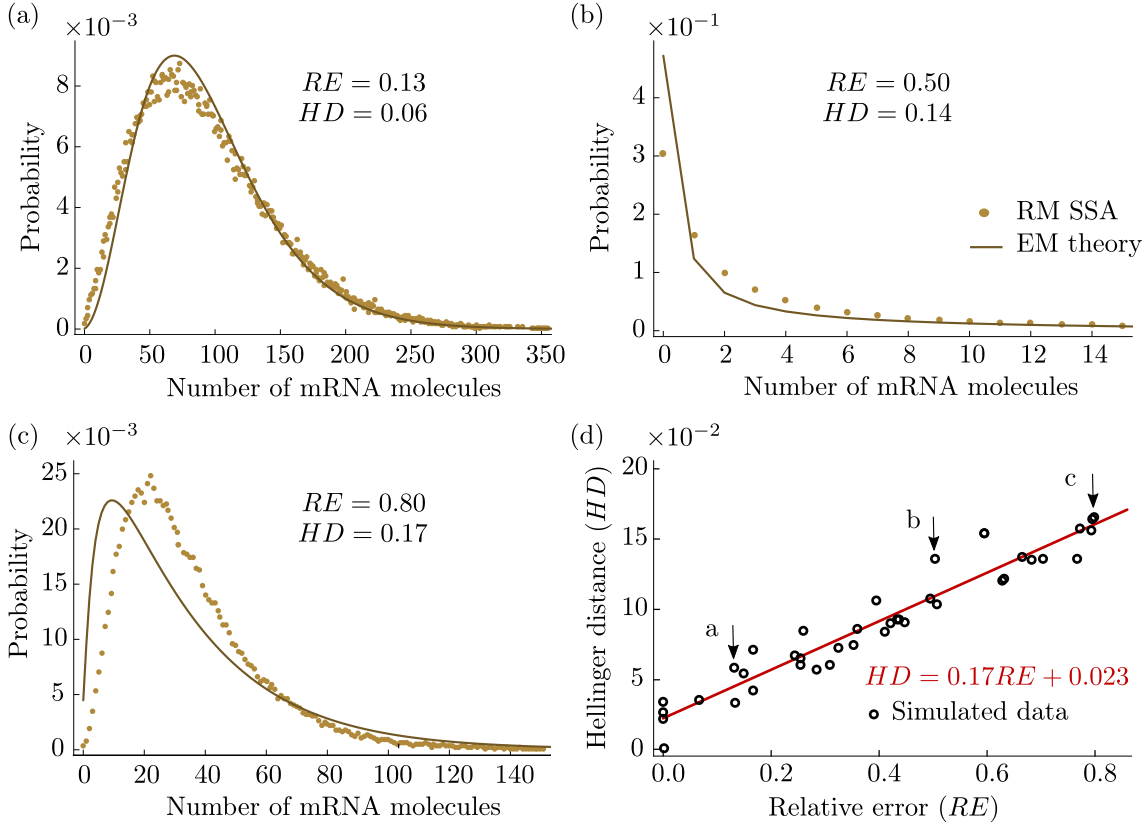 (a)
×10⁻³
RE = 0.13
HD = 0.06
Probability
8
6
4
2
0
0 50 100 150 200 250 300 350
Number of mRNA molecules
(b)
×10⁻¹
RE = 0.50
HD = 0.14
Probability
4
3
2
1
0
RM SSA
EM theory
0 2 4 6 8 10 12 14
Number of mRNA molecules
(c)
×10⁻³
RE = 0.80
HD = 0.17
Probability
25
20
15
10
5
0
0 20 40 60 80 100 120 140
Number of mRNA molecules
(d)
×10⁻²
Hellinger distance (HD)
20
15
10
5
0
a
b
c
HD = 0.17RE + 0.023
Simulated data
0.0 0.2 0.4 0.6 0.8
Relative error (RE)